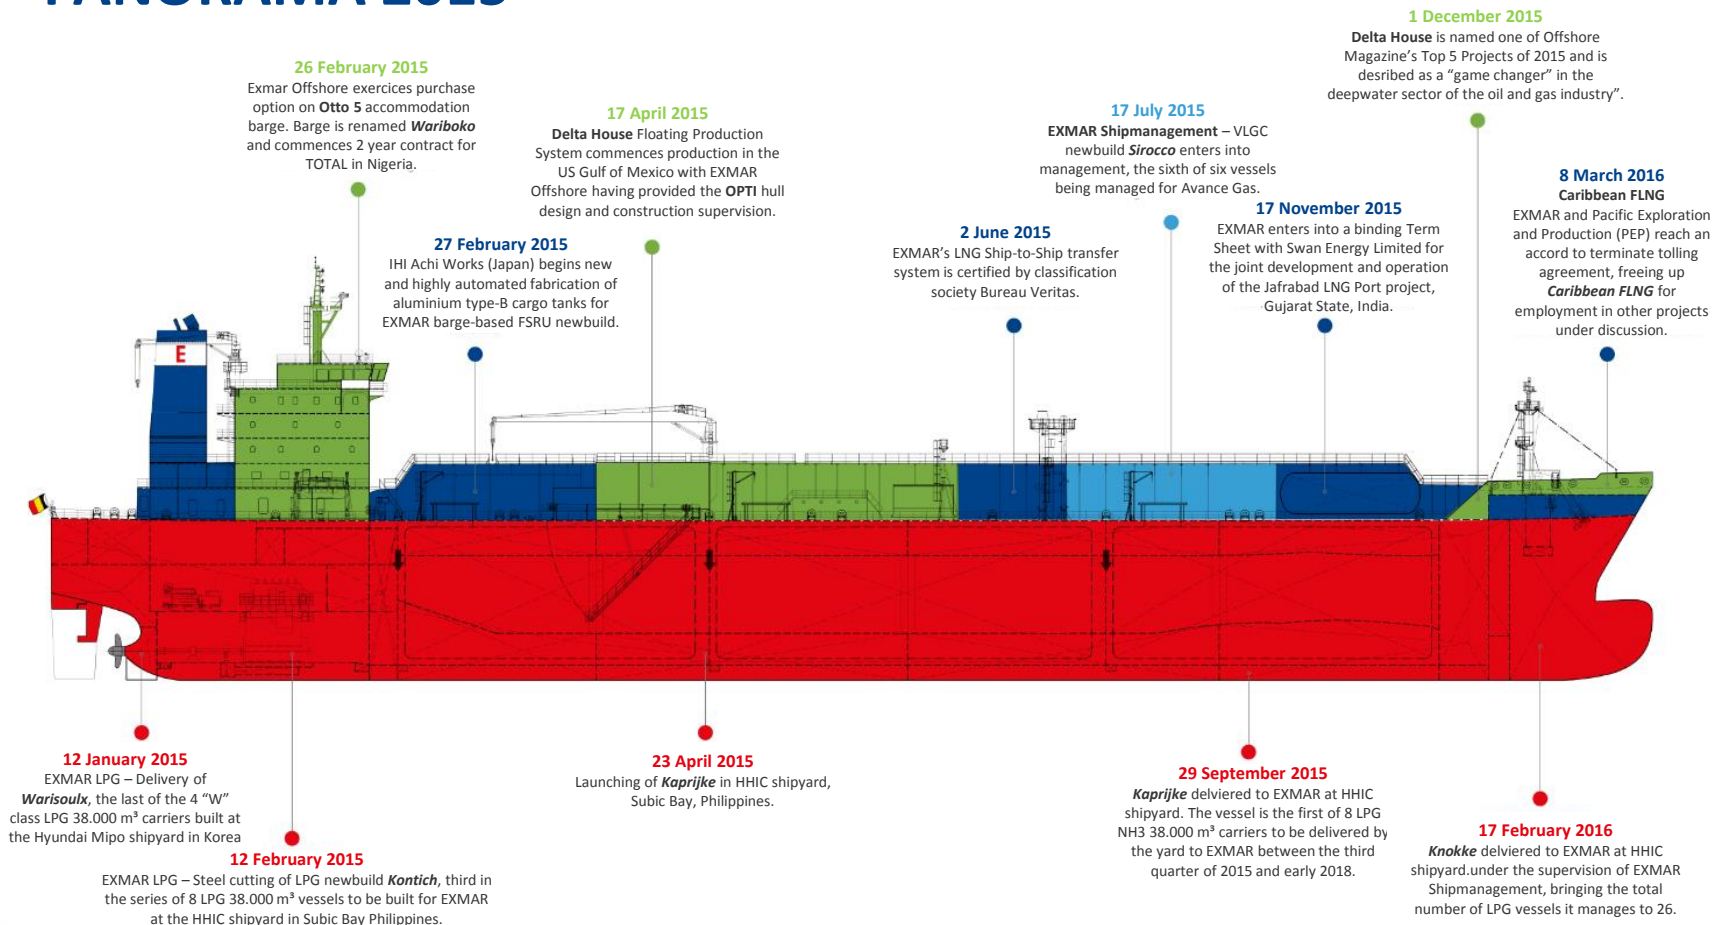 PANORAMA 2015
1 December 2015
Delta House is named one of Offshore
Magazine's Top 5 Projects of 2015 and is
desribed as a "game changer" in the
deepwater sector of the oil and gas industry".
26 February 2015
Exmar Offshore exercices purchase
option on Otto 5 accommodation
barge. Barge is renamed Wariboko
and commences 2 year contract for
TOTAL in Nigeria.
17 April 2015
Delta House Floating Production
System commences production in the
US Gulf of Mexico with EXMAR
Offshore having provided the OPTI hull
design and construction supervision.
17 July 2015
EXMAR Shipmanagement – VLGC
newbuild Sirocco enters into
management, the sixth of six vessels
being managed for Avance Gas.
8 March 2016
Caribbean FLNG
EXMAR and Pacific Exploration
and Production (PEP) reach an
accord to terminate tolling
agreement, freeing up
Caribbean FLNG for
employment in other projects
under discussion.
27 February 2015
IHI Achi Works (Japan) begins new
and highly automated fabrication of
aluminium type-B cargo tanks for
EXMAR barge-based FSRU newbuild.
2 June 2015
EXMAR's LNG Ship-to-Ship transfer
system is certified by classification
society Bureau Veritas.
17 November 2015
EXMAR enters into a binding Term
Sheet with Swan Energy Limited for
the joint development and operation
of the Jafrabad LNG Port project,
Gujarat State, India.
E
12 January 2015
EXMAR LPG – Delivery of
Warisoulx, the last of the 4 "W"
class LPG 38.000 m³ carriers built at
the Hyundai Mipo shipyard in Korea
12 February 2015
EXMAR LPG – Steel cutting of LPG newbuild Kontich, third in
the series of 8 LPG 38.000 m³ vessels to be built for EXMAR
at the HHIC shipyard in Subic Bay Philippines.
23 April 2015
Launching of Kaprijke in HHIC shipyard,
Subic Bay, Philippines.
29 September 2015
Kaprijke delviered to EXMAR at HHIC
shipyard. The vessel is the first of 8 LPG
NH3 38.000 m³ carriers to be delivered by
the yard to EXMAR between the third
quarter of 2015 and early 2018.
17 February 2016
Knokke delviered to EXMAR at HHIC
shipyard.under the supervision of EXMAR
Shipmanagement, bringing the total
number of LPG vessels it manages to 26.